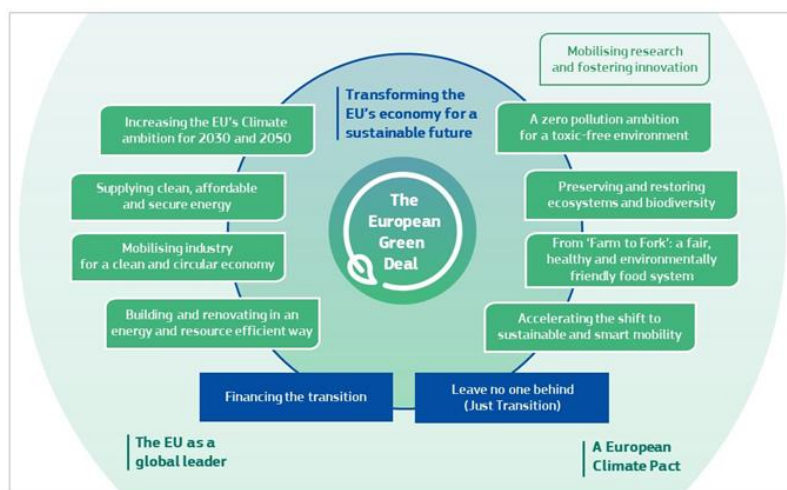 Mobilising research
and fostering innovation
Transforming the
EU's economy for a
sustainable future
Increasing the EU's Climate
ambition for 2030 and 2050
A zero pollution ambition
for a toxic-free environment
Supplying clean, affordable
and secure energy
Preserving and restoring
ecosystems and biodiversity
The
European
Green
Deal
Mobilising industry
for a clean and circular economy
From 'Farm to Fork': a fair,
healthy and environmentally
friendly food system
Building and renovating in an
energy and resource efficient way
Accelerating the shift to
sustainable and smart mobility
Financing the transition
Leave no one behind
(Just Transition)
The EU as a
global leader
A European
Climate Pact